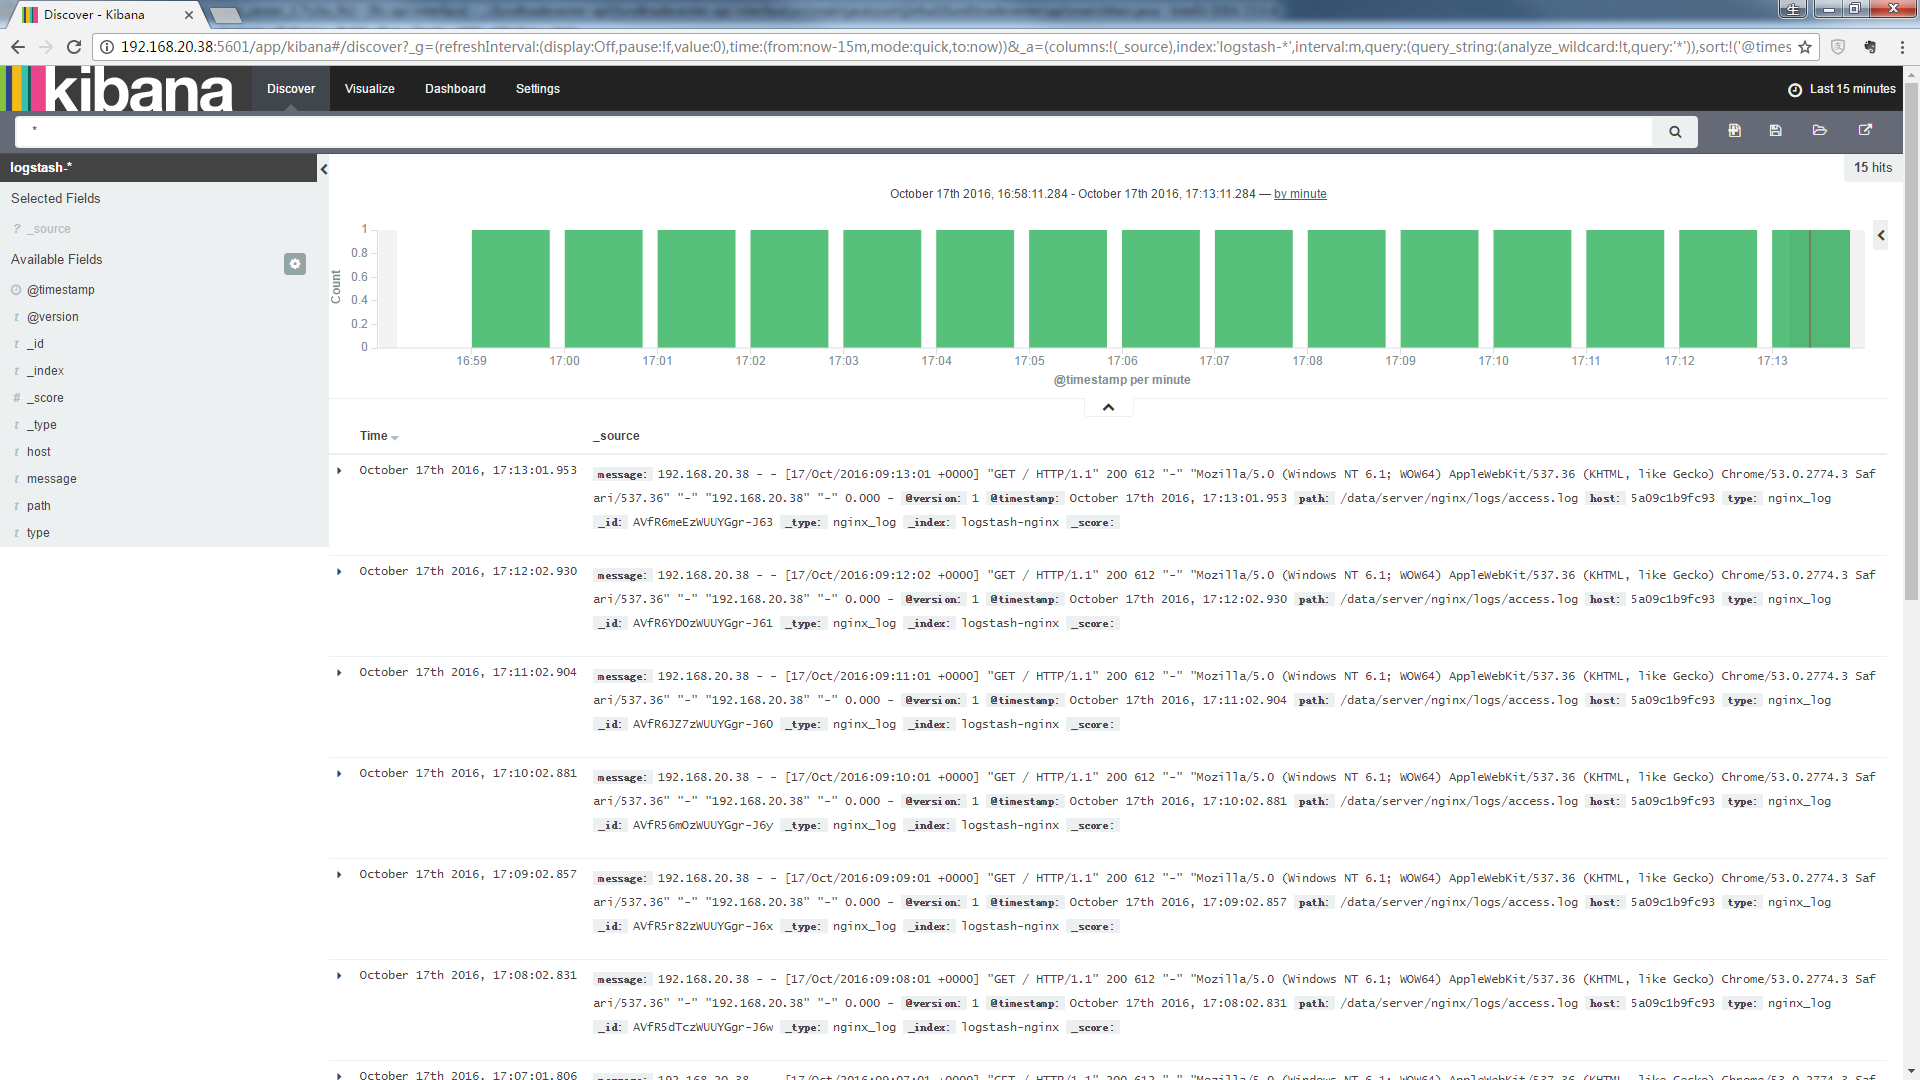 Discover - Kibana
192.168.20.38:5601/app/kibana#/discover?_g=(refreshInterval:(display:Off,pause:!f,value:0),time:(from:now-15m,mode:quick,to:now))&_a=(columns:!(_source),index:'logstash-*',interval:m,query:(query_string:(analyze_wildcard:!t,query:'*')),sort:!('@times
kibana Discover Visualize Dashboard Settings Last 15 minutes
*
logstash-*
15 hits
Selected Fields
? _source
Available Fields
@timestamp
t @version
t _id
t _index
# _score
t _type
t host
t message
t path
t type
October 17th 2016, 16:58:11.284 - October 17th 2016, 17:13:11.284 — by minute
Count
1
0.8
0.6
0.4
0.2
0
16:59 17:00 17:01 17:02 17:03 17:04 17:05 17:06 17:07 17:08 17:09 17:10 17:11 17:12 17:13
@timestamp per minute
Time _source
October 17th 2016, 17:13:01.953 message: 192.168.20.38 - - [17/Oct/2016:09:13:01 +0000] "GET / HTTP/1.1" 200 612 "-" "Mozilla/5.0 (Windows NT 6.1; WOW64) AppleWebKit/537.36 (KHTML, like Gecko) Chrome/53.0.2774.3 Saf
ari/537.36" "-" "192.168.20.38" "-" 0.000 - @version: 1 @timestamp: October 17th 2016, 17:13:01.953 path: /data/server/nginx/logs/access.log host: 5a09c1b9fc93 type: nginx_log
_id: AVfR6meEzWUUYGgr-J63 _type: nginx_log _index: logstash-nginx _score:
October 17th 2016, 17:12:02.930 message: 192.168.20.38 - - [17/Oct/2016:09:12:02 +0000] "GET / HTTP/1.1" 200 612 "-" "Mozilla/5.0 (Windows NT 6.1; WOW64) AppleWebKit/537.36 (KHTML, like Gecko) Chrome/53.0.2774.3 Saf
ari/537.36" "-" "192.168.20.38" "-" 0.000 - @version: 1 @timestamp: October 17th 2016, 17:12:02.930 path: /data/server/nginx/logs/access.log host: 5a09c1b9fc93 type: nginx_log
_id: AVfR6YDOzWUUYGgr-J61 _type: nginx_log _index: logstash-nginx _score:
October 17th 2016, 17:11:02.904 message: 192.168.20.38 - - [17/Oct/2016:09:11:01 +0000] "GET / HTTP/1.1" 200 612 "-" "Mozilla/5.0 (Windows NT 6.1; WOW64) AppleWebKit/537.36 (KHTML, like Gecko) Chrome/53.0.2774.3 Saf
ari/537.36" "-" "192.168.20.38" "-" 0.000 - @version: 1 @timestamp: October 17th 2016, 17:11:02.904 path: /data/server/nginx/logs/access.log host: 5a09c1b9fc93 type: nginx_log
_id: AVfR6JZ7zWUUYGgr-J60 _type: nginx_log _index: logstash-nginx _score:
October 17th 2016, 17:10:02.881 message: 192.168.20.38 - - [17/Oct/2016:09:10:01 +0000] "GET / HTTP/1.1" 200 612 "-" "Mozilla/5.0 (Windows NT 6.1; WOW64) AppleWebKit/537.36 (KHTML, like Gecko) Chrome/53.0.2774.3 Saf
ari/537.36" "-" "192.168.20.38" "-" 0.000 - @version: 1 @timestamp: October 17th 2016, 17:10:02.881 path: /data/server/nginx/logs/access.log host: 5a09c1b9fc93 type: nginx_log
_id: AVfR56mOzWUUYGgr-J6y _type: nginx_log _index: logstash-nginx _score:
October 17th 2016, 17:09:02.857 message: 192.168.20.38 - - [17/Oct/2016:09:09:01 +0000] "GET / HTTP/1.1" 200 612 "-" "Mozilla/5.0 (Windows NT 6.1; WOW64) AppleWebKit/537.36 (KHTML, like Gecko) Chrome/53.0.2774.3 Saf
ari/537.36" "-" "192.168.20.38" "-" 0.000 - @version: 1 @timestamp: October 17th 2016, 17:09:02.857 path: /data/server/nginx/logs/access.log host: 5a09c1b9fc93 type: nginx_log
_id: AVfR5r82zWUUYGgr-J6x _type: nginx_log _index: logstash-nginx _score:
October 17th 2016, 17:08:02.831 message: 192.168.20.38 - - [17/Oct/2016:09:08:01 +0000] "GET / HTTP/1.1" 200 612 "-" "Mozilla/5.0 (Windows NT 6.1; WOW64) AppleWebKit/537.36 (KHTML, like Gecko) Chrome/53.0.2774.3 Saf
ari/537.36" "-" "192.168.20.38" "-" 0.000 - @version: 1 @timestamp: October 17th 2016, 17:08:02.831 path: /data/server/nginx/logs/access.log host: 5a09c1b9fc93 type: nginx_log
_id: AVfR5dTczWUUYGgr-J6w _type: nginx_log _index: logstash-nginx _score:
October 17th 2016, 17:07:01.806